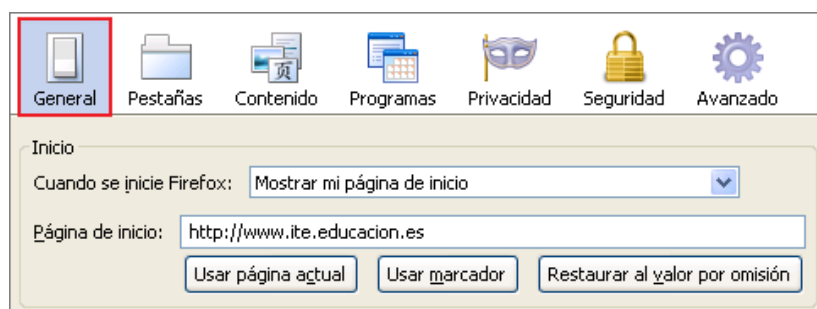 General Pestañas Contenido Programas Privacidad Seguridad Avanzado
页
Inicio
Cuando se inicie Firefox: Mostrar mi página de inicio
Página de inicio: http://www.ite.educacion.es
Usar página actual Usar marcador Restaurar al valor por omisión